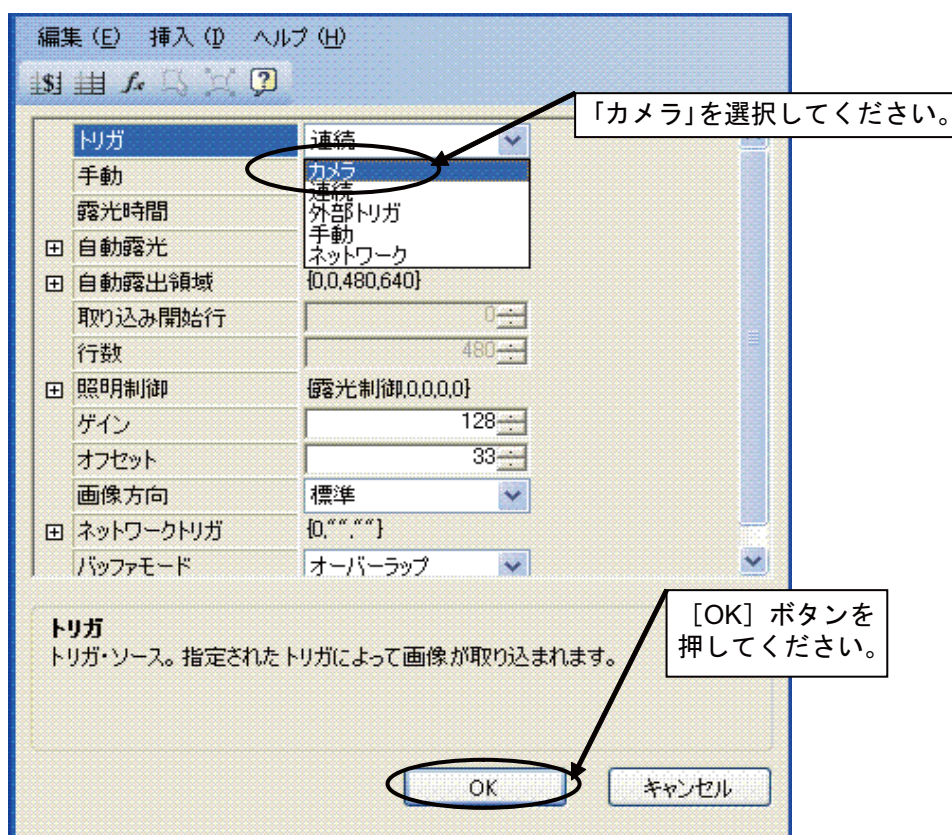 編集 (E) 挿入 (I) ヘルプ (H)
「カメラ」を選択してください。
トリガ 連続
手動 カメラ
連続
露光時間 外部トリガ
手動
自動露光 ネットワーク
自動露出領域 {0,0,480,640}
取り込み開始行 0
行数 480
照明制御 {露光制御,0,0,0,0}
ゲイン 128
オフセット 33
画像方向 標準
ネットワークトリガ {0,"",""}
バッファモード オーバーラップ
［OK］ボタンを
押してください。
トリガ
トリガ・ソース。指定されたトリガによって画像が取り込まれます。
OK キャンセル